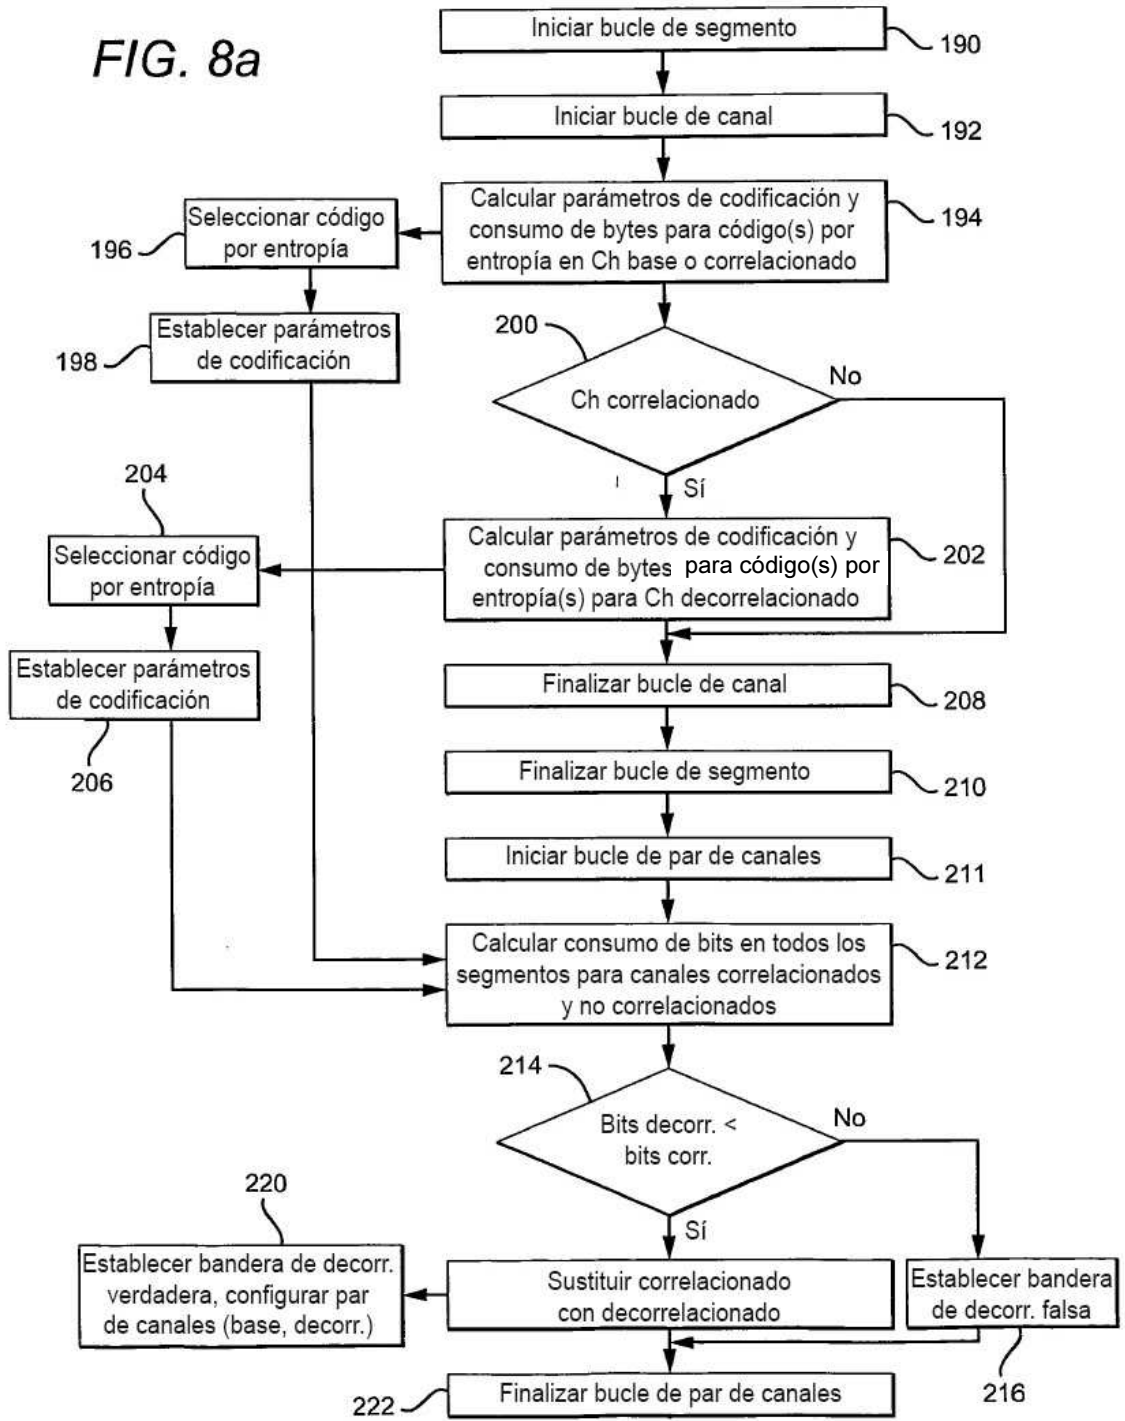 FIG. 8a
Iniciar bucle de segmento
190
Iniciar bucle de canal
192
Calcular parámetros de codificación y
consumo de bytes para código(s) por
entropía en Ch base o correlacionado
194
Seleccionar código
por entropía
196
Establecer parámetros
de codificación
198
200
Ch correlacionado
No
Sí
204
Seleccionar código
por entropía
Calcular parámetros de codificación y
consumo de bytes para código(s) por
entropía(s) para Ch decorrelacionado
202
Establecer parámetros
de codificación
206
Finalizar bucle de canal
208
Finalizar bucle de segmento
210
Iniciar bucle de par de canales
211
Calcular consumo de bits en todos los
segmentos para canales correlacionados
y no correlacionados
212
214
Bits decorr. <
bits corr.
No
Sí
220
Establecer bandera de decorr.
verdadera, configurar par
de canales (base, decorr.)
Sustituir correlacionado
con decorrelacionado
Establecer bandera
de decorr. falsa
216
222
Finalizar bucle de par de canales